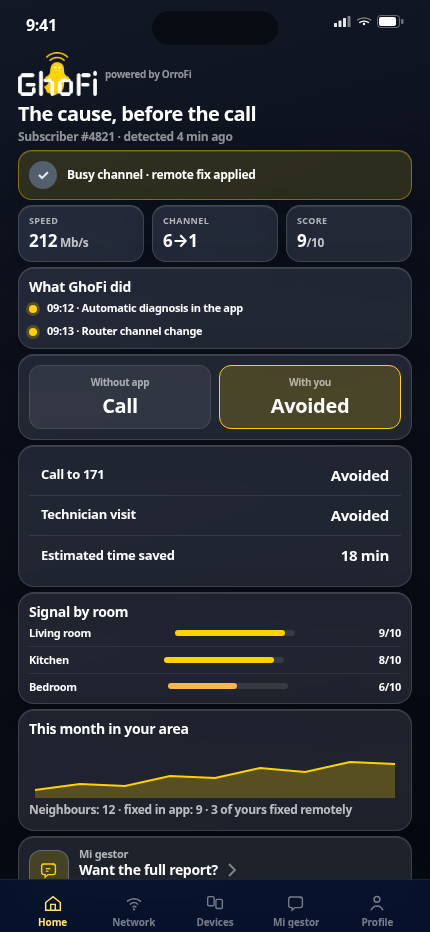 9:41
GhoFi powered by OrroFi
The cause, before the call
Subscriber #4821 · detected 4 min ago
Busy channel · remote fix applied
SPEED CHANNEL SCORE
212 Mb/s 6→1 9/10
What GhoFi did
09:12 · Automatic diagnosis in the app
09:13 · Router channel change
Without app With you
Call Avoided
Call to 171 Avoided
Technician visit Avoided
Estimated time saved 18 min
Signal by room
Living room 9/10
Kitchen 8/10
Bedroom 6/10
This month in your area
Neighbours: 12 · fixed in app: 9 · 3 of yours fixed remotely
Mi gestor
Want the full report?
Home Network Devices Mi gestor Profile